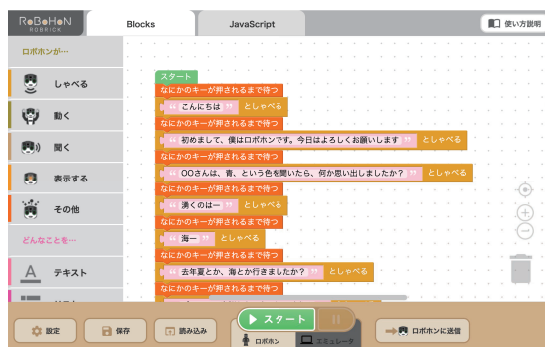 RoBoHoN
ROBRICK
Blocks
JavaScript
使い方説明
ロボホンが…
しゃべる
動く
聞く
表示する
その他
どんなことを…
テキスト
スタート
なにかのキーが押されるまで待つ
“ こんにちは ” としゃべる
なにかのキーが押されるまで待つ
“ 初めまして、僕はロボホンです。今日はよろしくお願いします ” としゃべる
なにかのキーが押されるまで待つ
“ 〇〇さんは、青、という色を聞いたら、何か思い出しましたか？ ” としゃべる
なにかのキーが押されるまで待つ
“ 湧くのはー ” としゃべる
なにかのキーが押されるまで待つ
“ 海ー ” としゃべる
なにかのキーが押されるまで待つ
“ 去年夏とか、海とか行きましたか？ ” としゃべる
なにかのキーが押されるまで待つ
設定
保存
読み込み
スタート
ロボホン
エミュレータ
ロボホンに送信